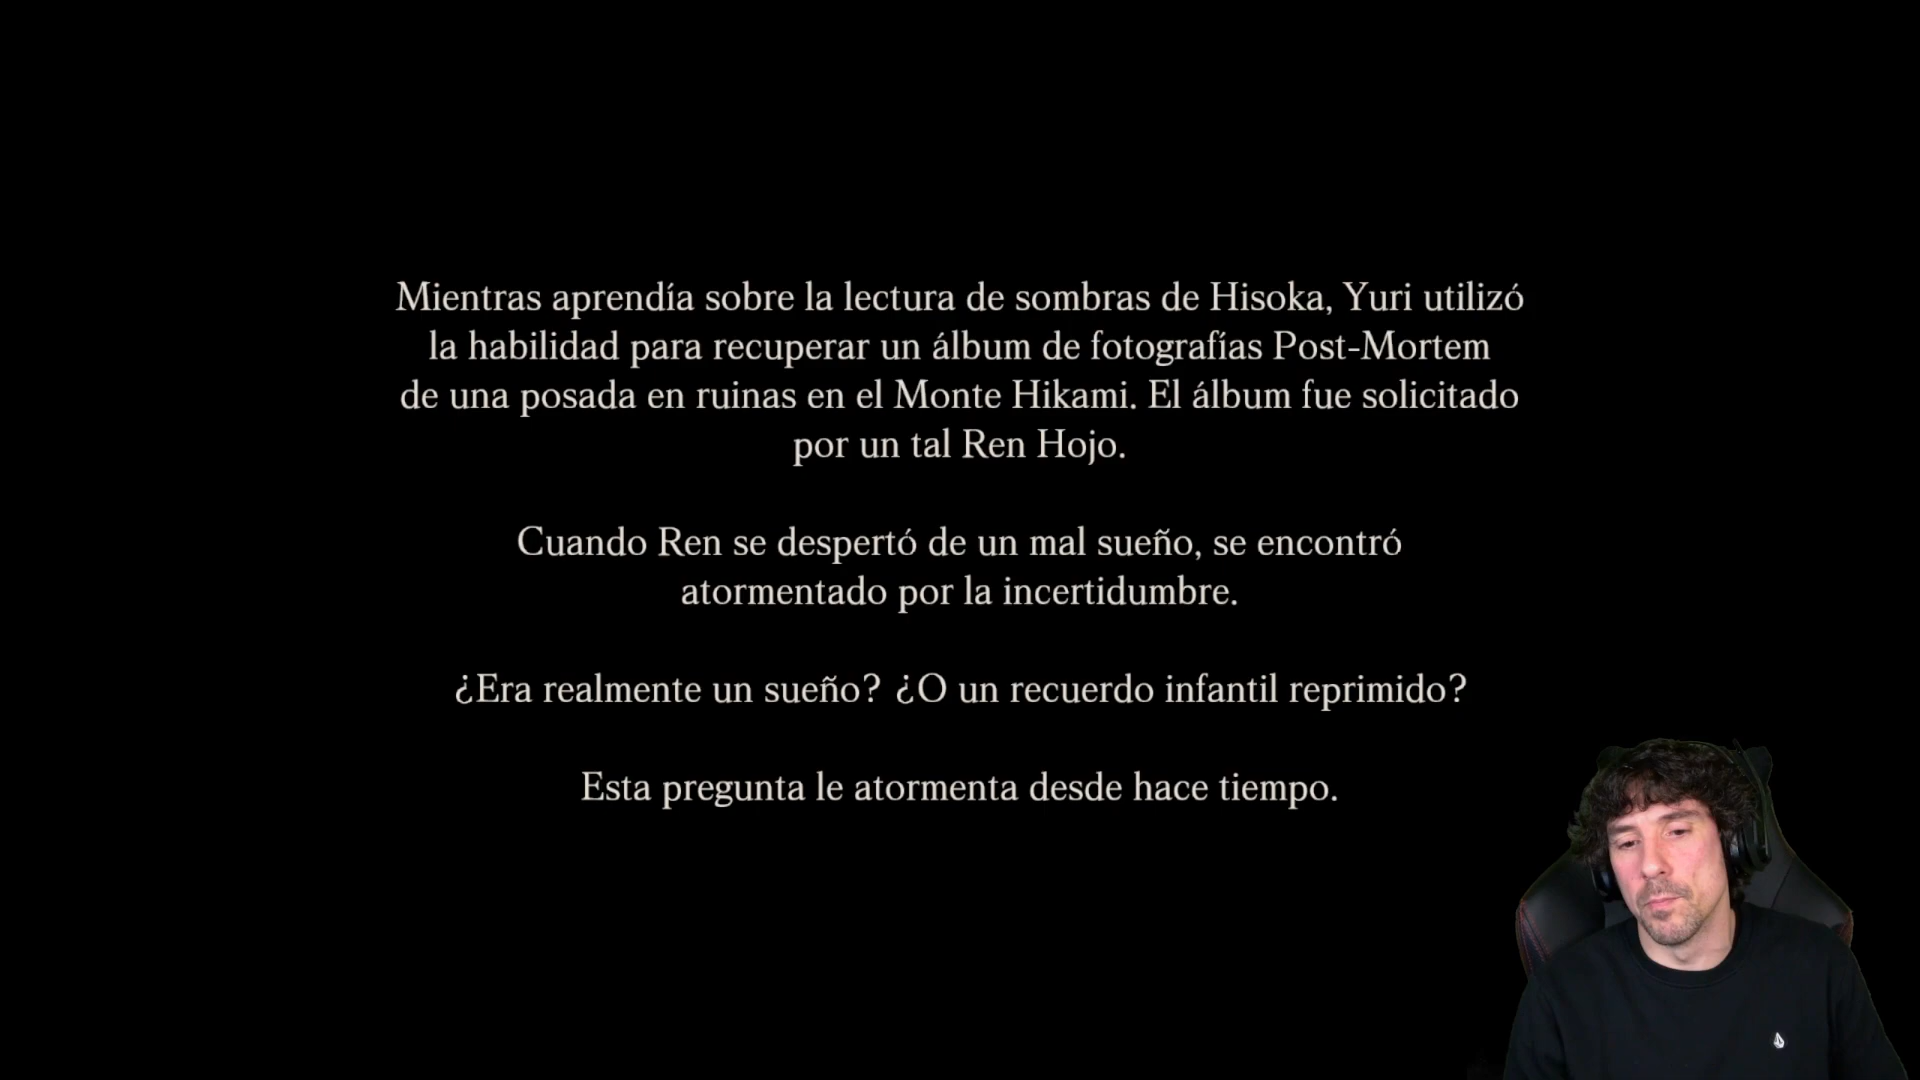 Mientras aprendía sobre la lectura de sombras de Hisoka, Yuri utilizó
la habilidad para recuperar un álbum de fotografías Post-Mortem
de una posada en ruinas en el Monte Hikami. El álbum fue solicitado
por un tal Ren Hojo.
Cuando Ren se despertó de un mal sueño, se encontró
atormentado por la incertidumbre.
¿Era realmente un sueño? ¿O un recuerdo infantil reprimido?
Esta pregunta le atormenta desde hace tiempo.